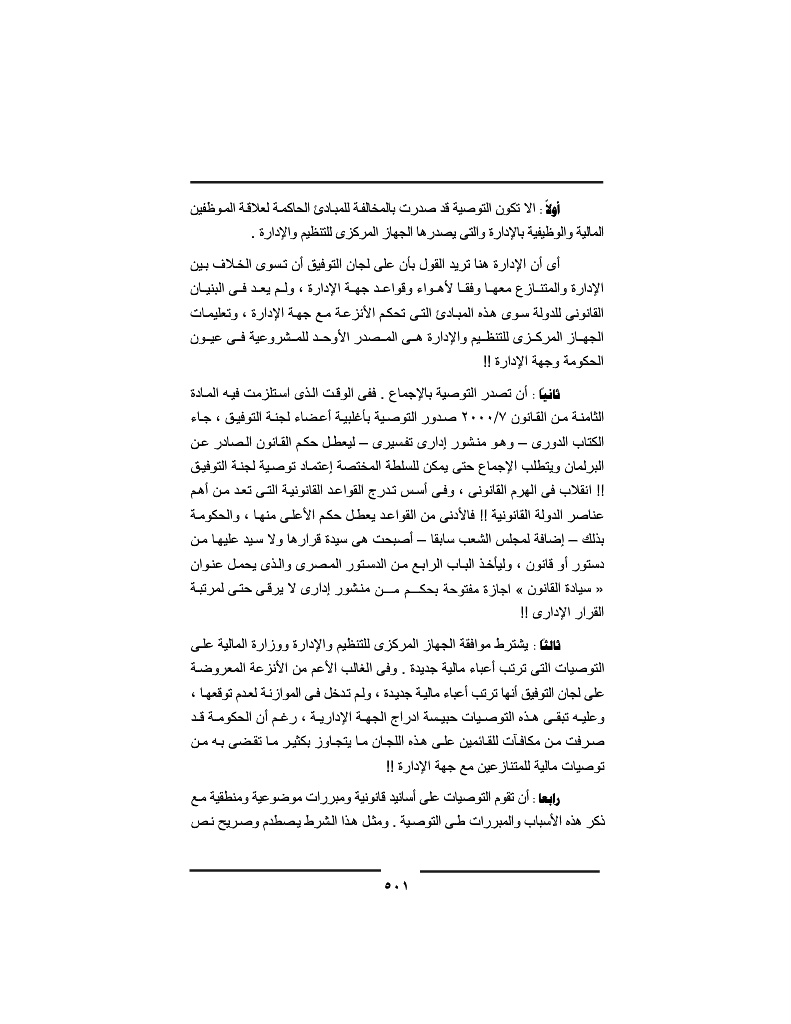 أولاً : الا تكون التوصية قد صدرت بالمخالفة للمبادئ الحاكمة لعلاقة الموظفين
المالية والوظيفية بالإدارة والتى يصدرها الجهاز المركزى للتنظيم والإدارة .
أى أن الإدارة هنا تريد القول بأن على لجان التوفيق أن تسوى الخلاف بين
الإدارة والمتنازع معها وفقا لأهواء وقواعد جهة الإدارة ، ولم يعد فى البنيان
القانونى للدولة سوى هذه المبادئ التى تحكم الأنزعة مع جهة الإدارة ، وتعليمات
الجهاز المركزى للتنظيم والإدارة هى المصدر الأوحد للمشروعية فى عيون
الحكومة وجهة الإدارة !!
ثانياً : أن تصدر التوصية بالإجماع . ففى الوقت الذى استلزمت فيه المادة
الثامنة من القانون ٢٠٠٠/٧ صدور التوصية بأغلبية أعضاء لجنة التوفيق ، جاء
الكتاب الدورى – وهو منشور إدارى تفسيرى – ليعطل حكم القانون الصادر عن
البرلمان ويتطلب الإجماع حتى يمكن للسلطة المختصة إعتماد توصية لجنة التوفيق
!! انقلاب فى الهرم القانونى ، وفى أسس تدرج القواعد القانونية التى تعد من أهم
عناصر الدولة القانونية !! فالأدنى من القواعد يعطل حكم الأعلى منها ، والحكومة
بذلك – إضافة لمجلس الشعب سابقا – أصبحت هى سيدة قرارها ولا سيد عليها من
دستور أو قانون ، وليأخذ الباب الرابع من الدستور المصرى والذى يحمل عنوان
« سيادة القانون » اجازة مفتوحة بحكم من منشور إدارى لا يرقى حتى لمرتبة
القرار الإدارى !!
ثالثاً : يشترط موافقة الجهاز المركزى للتنظيم والإدارة ووزارة المالية على
التوصيات التى ترتب أعباء مالية جديدة . وفى الغالب الأعم من الأنزعة المعروضة
على لجان التوفيق أنها ترتب أعباء مالية جديدة ، ولم تدخل فى الموازنة لعدم توقعها ،
وعليه تبقى هذه التوصيات حبيسة ادراج الجهة الإدارية ، رغم أن الحكومة قد
صرفت من مكافآت للقائمين على هذه اللجان ما يتجاوز بكثير ما تقضى به من
توصيات مالية للمتنازعين مع جهة الإدارة !!
رابعا : أن تقوم التوصيات على أسانيد قانونية ومبررات موضوعية ومنطقية مع
ذكر هذه الأسباب والمبررات طى التوصية . ومثل هذا الشرط يصطدم وصريح نص
٥٠١